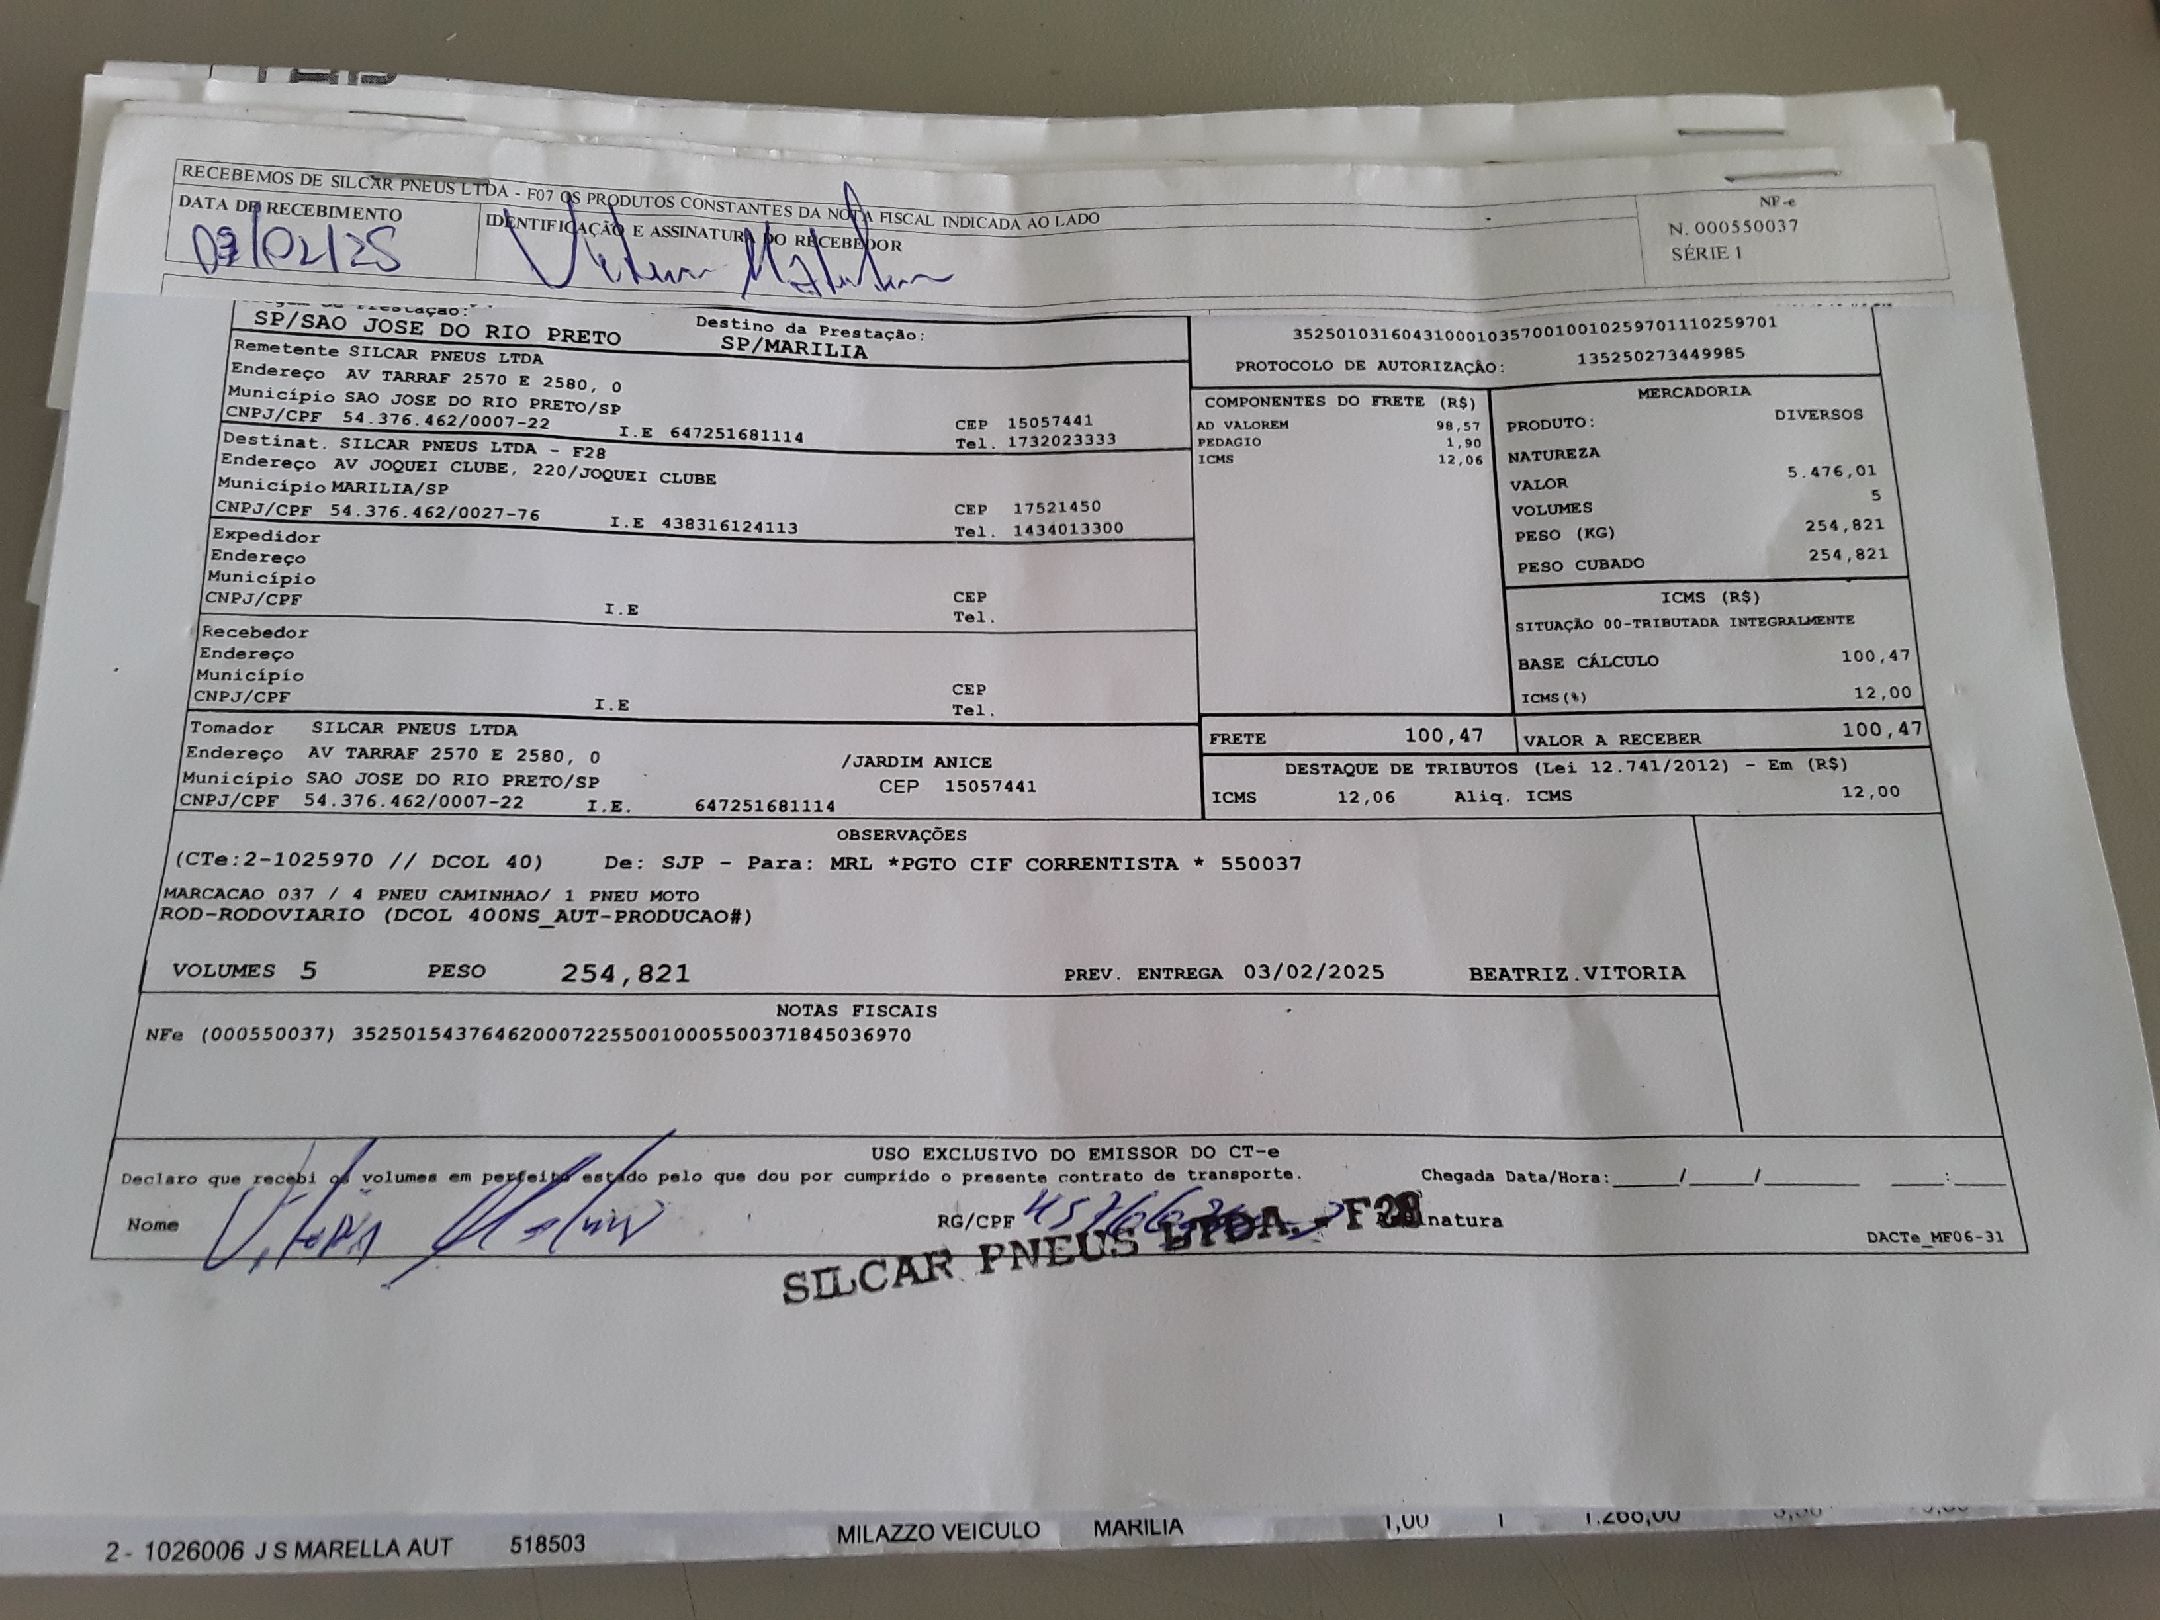 RECEBEMOS DE SILCAR PNEUS LTDA - F07 OS PRODUTOS CONSTANTES DA NOTA FISCAL INDICADA AO LADO
DATA DE RECEBIMENTO
IDENTIFICAÇÃO E ASSINATURA DO RECEBEDOR
NF-e
N. 000550037
SÉRIE 1
SP/SAO JOSE DO RIO PRETO
Destino da Prestação:
SP/MARILIA
Remetente SILCAR PNEUS LTDA
Endereço AV TARRAF 2570 E 2580, 0
Município SAO JOSE DO RIO PRETO/SP
CEP 15057441
CNPJ/CPF 54.376.462/0007-22 I.E 647251681114 Tel. 1732023333
Destinat. SILCAR PNEUS LTDA - F28
Endereço AV JOQUEI CLUBE, 220/JOQUEI CLUBE
Município MARILIA/SP
CEP 17521450
CNPJ/CPF 54.376.462/0027-76 I.E 438316124113 Tel. 1434013300
Expedidor
Endereço
Município
CEP
CNPJ/CPF I.E Tel.
Recebedor
Endereço
Município
CEP
CNPJ/CPF I.E Tel.
Tomador SILCAR PNEUS LTDA
Endereço AV TARRAF 2570 E 2580, 0 /JARDIM ANICE
Município SAO JOSE DO RIO PRETO/SP CEP 15057441
CNPJ/CPF 54.376.462/0007-22 I.E. 647251681114
35250103160431000103570010010259701110259701
PROTOCOLO DE AUTORIZAÇÃO: 135250273449985
COMPONENTES DO FRETE (R$)
AD VALOREM 98,57
PEDAGIO 1,90
ICMS 12,06
MERCADORIA
PRODUTO: DIVERSOS
NATUREZA
VALOR 5.476,01
VOLUMES 5
PESO (KG) 254,821
PESO CUBADO 254,821
ICMS (R$)
SITUAÇÃO 00-TRIBUTADA INTEGRALMENTE
BASE CÁLCULO 100,47
ICMS(%) 12,00
FRETE 100,47
VALOR A RECEBER 100,47
DESTAQUE DE TRIBUTOS (Lei 12.741/2012) - Em (R$)
ICMS 12,06 Aliq. ICMS 12,00
OBSERVAÇÕES
(CTe:2-1025970 // DCOL 40) De: SJP - Para: MRL *PGTO CIF CORRENTISTA * 550037
MARCACAO 037 / 4 PNEU CAMINHAO/ 1 PNEU MOTO
ROD-RODOVIARIO (DCOL 400NS_AUT-PRODUCAO#)
VOLUMES 5 PESO 254,821 PREV. ENTREGA 03/02/2025 BEATRIZ.VITORIA
NOTAS FISCAIS
NFe (000550037) 35250154376462000722550010005500371845036970
USO EXCLUSIVO DO EMISSOR DO CT-e
Declaro que recebi os volumes em perfeito estado pelo que dou por cumprido o presente contrato de transporte. Chegada Data/Hora:_____/_____/________ ____:____
Nome RG/CPF Assinatura
SILCAR PNEUS LTDA. - F28
DACTe_MF06-31
2 - 1026006 J S MARELLA AUT 518503 MILAZZO VEICULO MARILIA 1,00 1 1.266,00